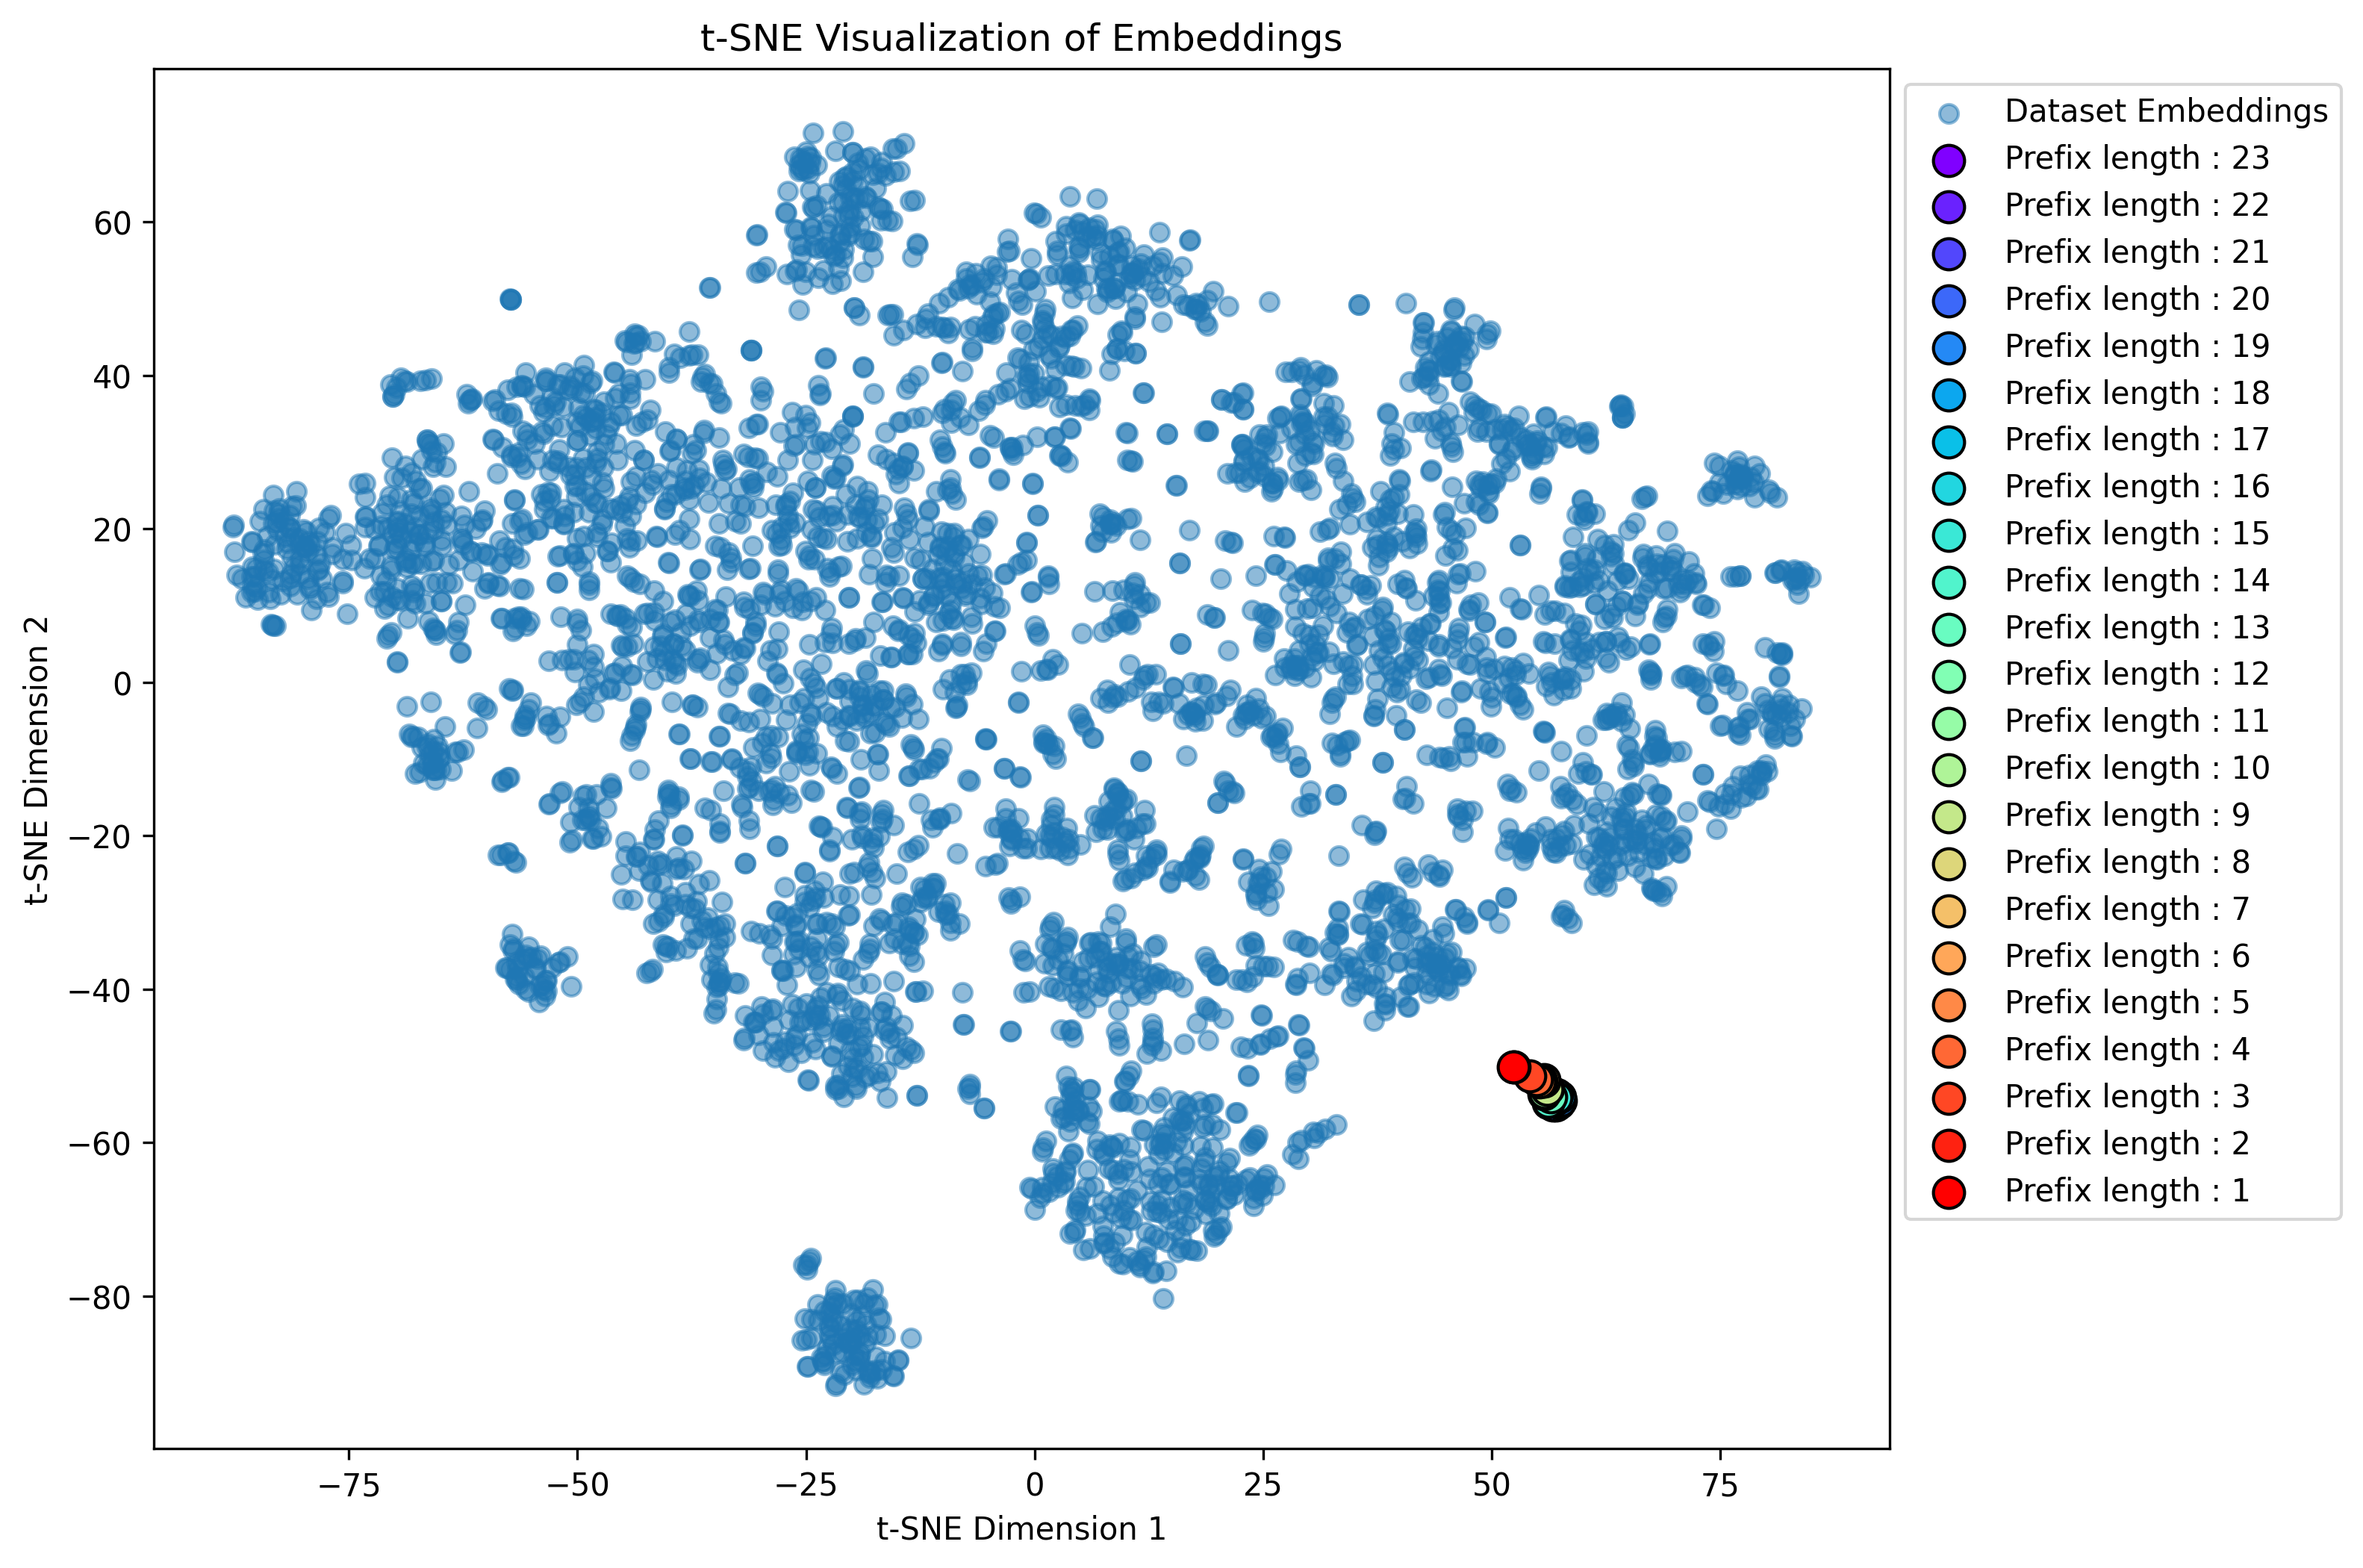 t-SNE Visualization of Embeddings
Dataset Embeddings
Prefix length : 23
Prefix length : 22
Prefix length : 21
Prefix length : 20
Prefix length : 19
Prefix length : 18
Prefix length : 17
Prefix length : 16
Prefix length : 15
Prefix length : 14
Prefix length : 13
Prefix length : 12
Prefix length : 11
Prefix length : 10
Prefix length : 9
Prefix length : 8
Prefix length : 7
Prefix length : 6
Prefix length : 5
Prefix length : 4
Prefix length : 3
Prefix length : 2
Prefix length : 1
t-SNE Dimension 2
60
40
20
0
−20
−40
−60
−80
−75 −50 −25 0 25 50 75
t-SNE Dimension 1